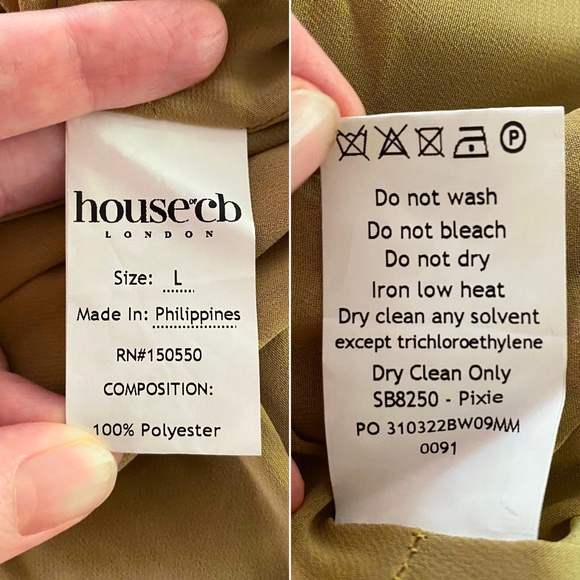 house of cb
LONDON
Size: L
Made In: Philippines
RN#150550
COMPOSITION:
100% Polyester
P
Do not wash
Do not bleach
Do not dry
Iron low heat
Dry clean any solvent
except trichloroethylene
Dry Clean Only
SB8250 - Pixie
PO 310322BW09MM
0091